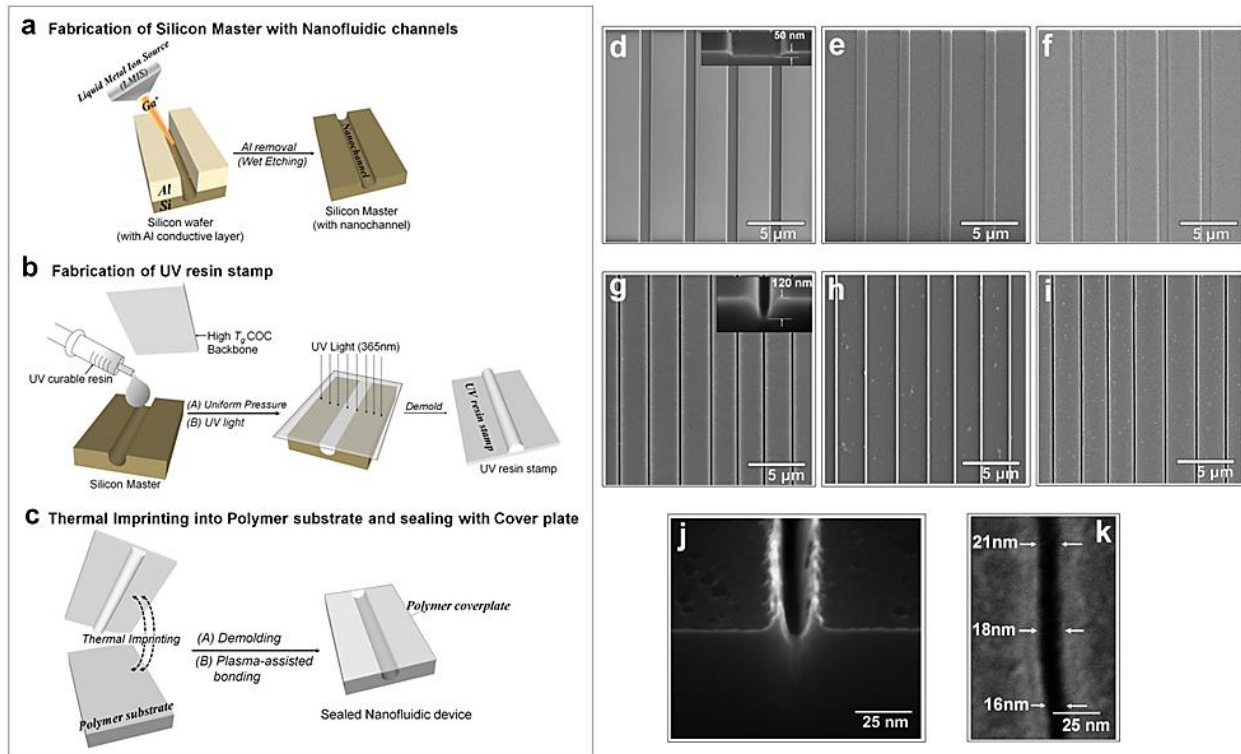 a Fabrication of Silicon Master with Nanofluidic channels
Liquid Metal Ion Source
(LMIS)
Ga⁺
Al
Si
Al removal
(Wet Etching)
Nanochannel
Silicon wafer
(with Al conductive layer)
Silicon Master
(with nanochannel)
b Fabrication of UV resin stamp
High Tg COC
Backbone
UV curable resin
UV Light (365nm)
(A) Uniform Pressure
(B) UV light
Demold
UV resin stamp
Silicon Master
UV resin stamp
c Thermal Imprinting into Polymer substrate and sealing with Cover plate
Thermal Imprinting
Polymer substrate
(A) Demolding
(B) Plasma-assisted
bonding
Polymer coverplate
Sealed Nanofluidic device
d
50 nm
5 µm
e
5 µm
f
5 µm
g
120 nm
5 µm
h
5 µm
i
5 µm
j
25 nm
k
21nm
18nm
16nm
25 nm